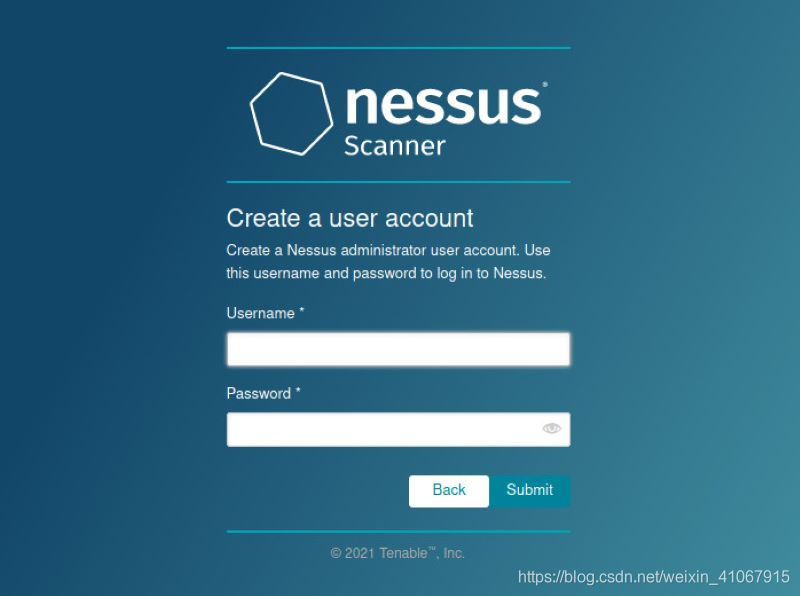 nessus®
Scanner
Create a user account
Create a Nessus administrator user account. Use
this username and password to log in to Nessus.
Username *
Password *
Back Submit
© 2021 Tenable™, Inc.
https://blog.csdn.net/weixin_41067915